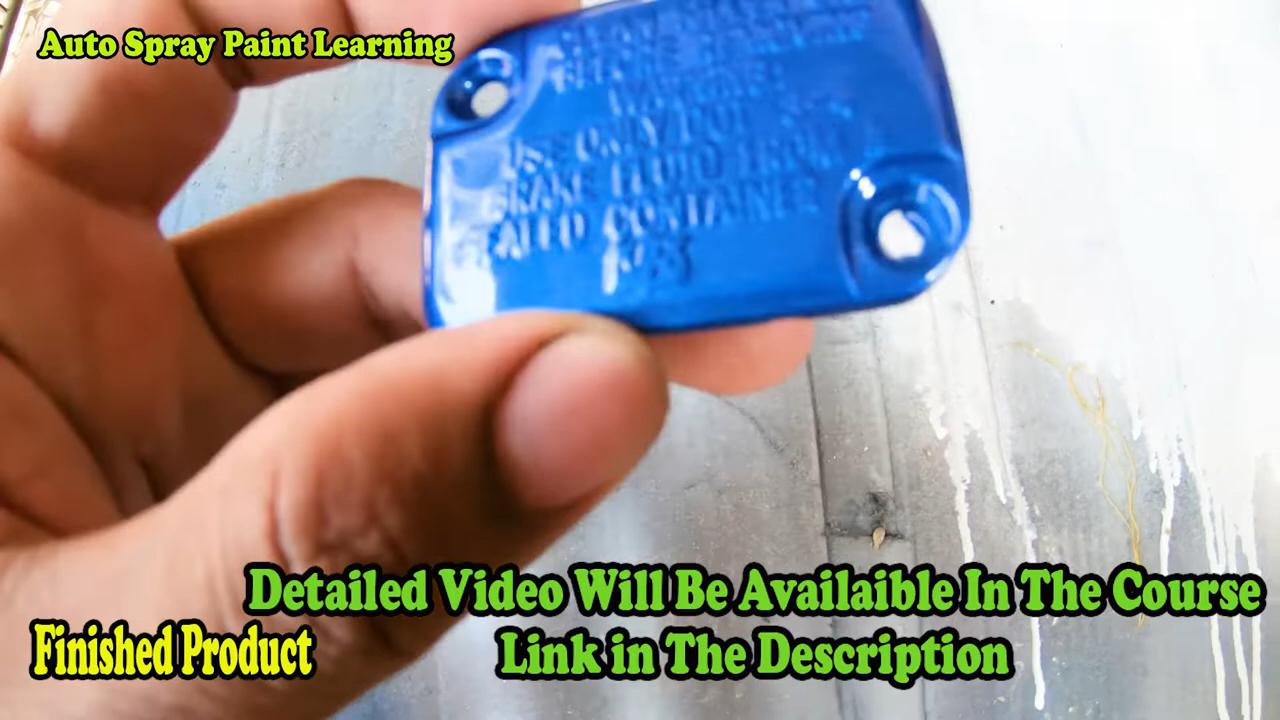 Auto Spray Paint Learning
USE ONLY DOT
BRAKE FLUID FROM
CONTAINER
Detailed Video Will Be Availaible In The Course
Finished Product
Link in The Description